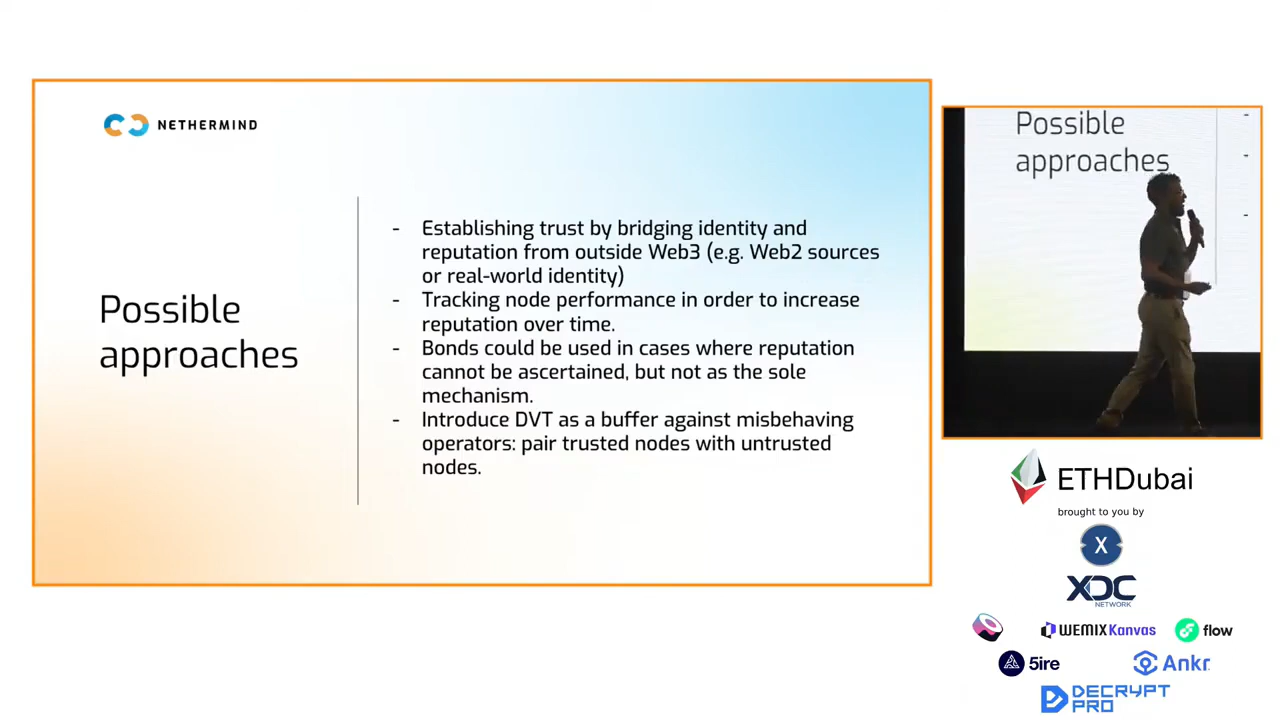 NETHERMIND
Possible
approaches
- Establishing trust by bridging identity and
reputation from outside Web3 (e.g. Web2 sources
or real-world identity)
- Tracking node performance in order to increase
reputation over time.
- Bonds could be used in cases where reputation
cannot be ascertained, but not as the sole
mechanism.
- Introduce DVT as a buffer against misbehaving
operators: pair trusted nodes with untrusted
nodes.
Possible
approaches
ETHDubai
brought to you by
X
XDC
NETWORK
WEMIXKanvas
flow
5ire
Ankr
DECRYPT
PRO